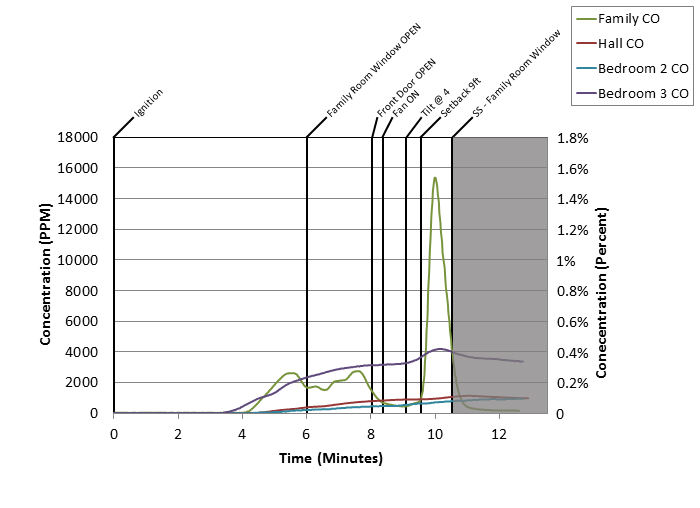 Family CO
Hall CO
Bedroom 2 CO
Bedroom 3 CO
Ignition
Family Room Window OPEN
Front Door OPEN
Fan ON
Tilt @ 4
Setback 9ft
SS - Family Room Window
18000
16000
14000
12000
10000
8000
6000
4000
2000
0
Concentration (PPM)
1.8%
1.6%
1.4%
1.2%
1%
0.8%
0.6%
0.4%
0.2%
0
Conecentration (Percent)
0 2 4 6 8 10 12
Time (Minutes)